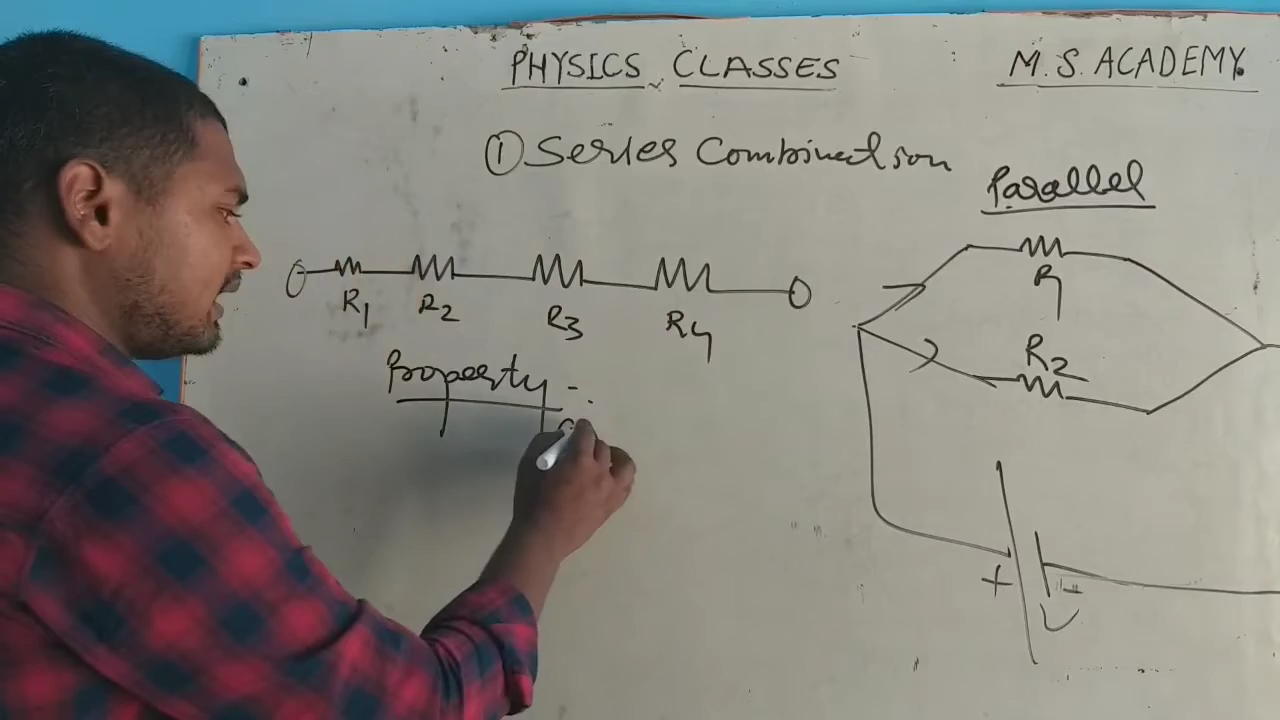 PHYSICS CLASSES
M.S. ACADEMY.
① Series Combination
Parallel
R1 R2 R3 R4
R1
R2
Property -
+ -
V